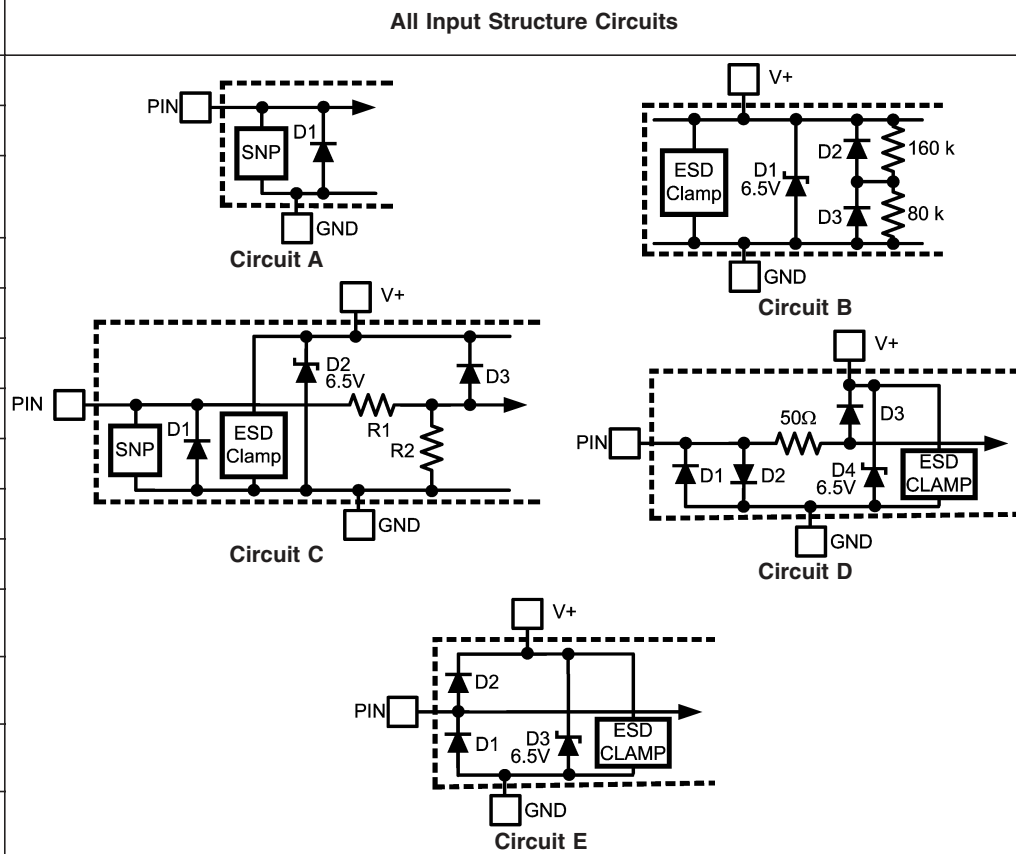 All Input Structure Circuits
PIN
SNP
D1
GND
Circuit A
V+
ESD
Clamp
D1
6.5V
D2
D3
160 k
80 k
GND
Circuit B
V+
PIN
SNP
D1
ESD
Clamp
D2
6.5V
R1
R2
D3
GND
Circuit C
V+
PIN
D1
D2
50Ω
D3
D4
6.5V
ESD
CLAMP
GND
Circuit D
V+
PIN
D2
D1
D3
6.5V
ESD
CLAMP
GND
Circuit E